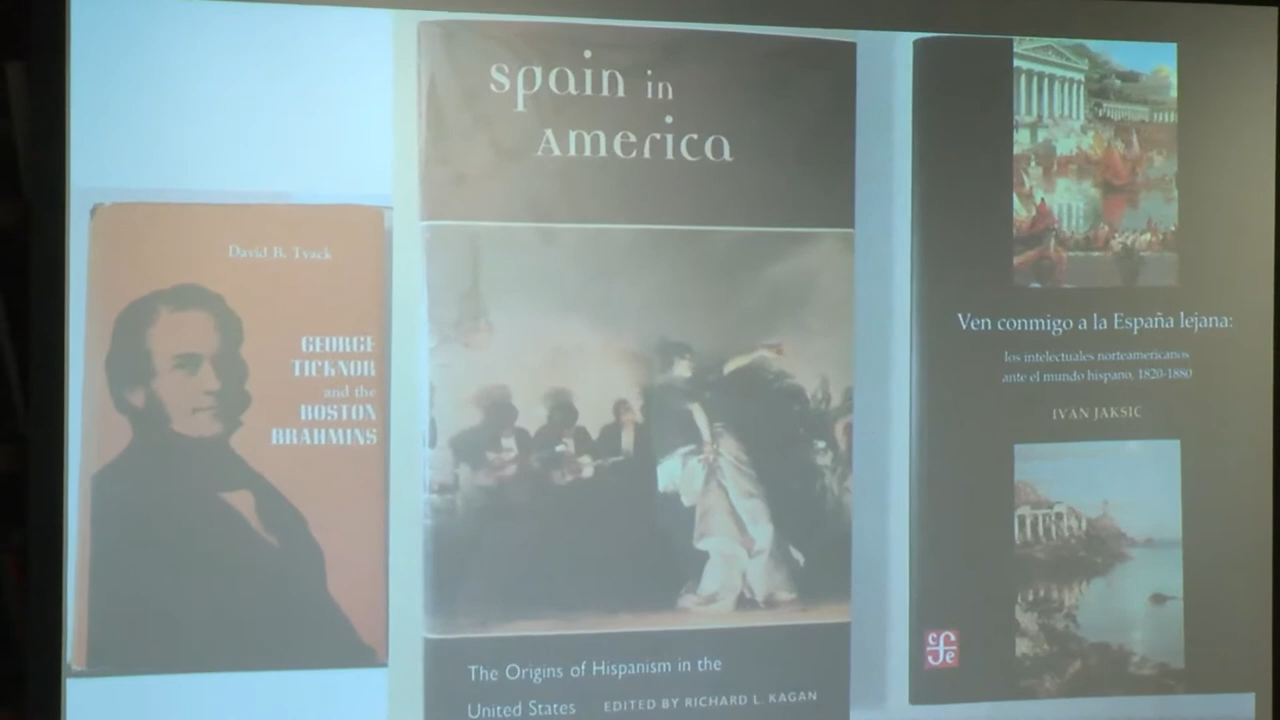 David B. Tyack
GEORGE
TICKNOR
and the
BOSTON
BRAHMINS
spain in
america
The Origins of Hispanism in the
United States EDITED BY RICHARD L. KAGAN
Ven conmigo a la España lejana:
los intelectuales norteamericanos
ante el mundo hispano, 1820-1880
IVÁN JAKSIC
cfe